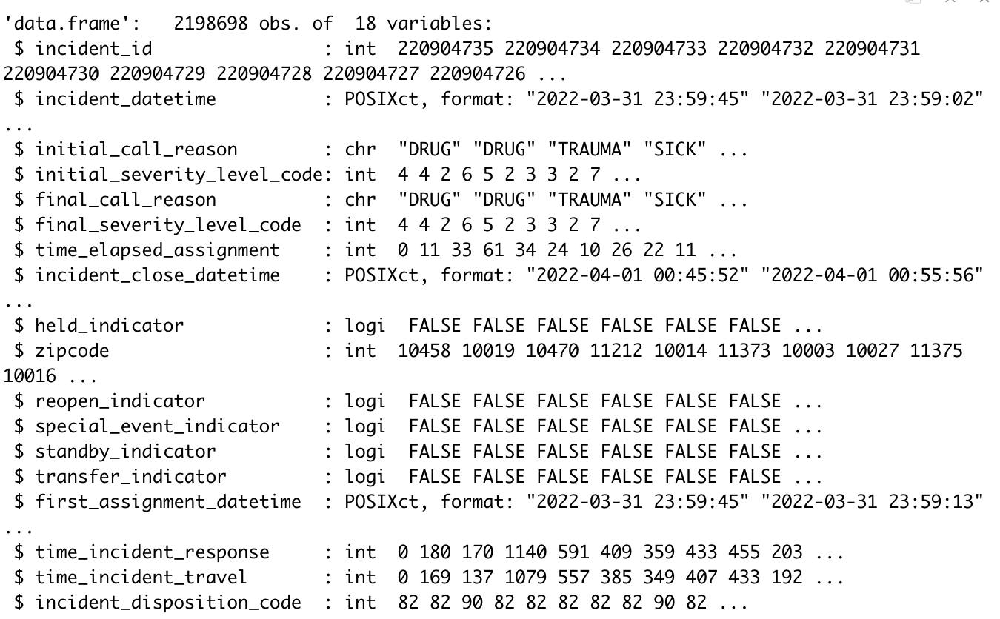 'data.frame':   2198698 obs. of  18 variables:
 $ incident_id                : int  220904735 220904734 220904733 220904732 220904731
220904730 220904729 220904728 220904727 220904726 ...
 $ incident_datetime          : POSIXct, format: "2022-03-31 23:59:45" "2022-03-31 23:59:02"
...
 $ initial_call_reason        : chr  "DRUG" "DRUG" "TRAUMA" "SICK" ...
 $ initial_severity_level_code: int  4 4 2 6 5 2 3 3 2 7 ...
 $ final_call_reason          : chr  "DRUG" "DRUG" "TRAUMA" "SICK" ...
 $ final_severity_level_code  : int  4 4 2 6 5 2 3 3 2 7 ...
 $ time_elapsed_assignment    : int  0 11 33 61 34 24 10 26 22 11 ...
 $ incident_close_datetime    : POSIXct, format: "2022-04-01 00:45:52" "2022-04-01 00:55:56"
...
 $ held_indicator             : logi  FALSE FALSE FALSE FALSE FALSE FALSE ...
 $ zipcode                    : int  10458 10019 10470 11212 10014 11373 10003 10027 11375
10016 ...
 $ reopen_indicator           : logi  FALSE FALSE FALSE FALSE FALSE FALSE ...
 $ special_event_indicator    : logi  FALSE FALSE FALSE FALSE FALSE FALSE ...
 $ standby_indicator          : logi  FALSE FALSE FALSE FALSE FALSE FALSE ...
 $ transfer_indicator         : logi  FALSE FALSE FALSE FALSE FALSE FALSE ...
 $ first_assignment_datetime  : POSIXct, format: "2022-03-31 23:59:45" "2022-03-31 23:59:13"
...
 $ time_incident_response     : int  0 180 170 1140 591 409 359 433 455 203 ...
 $ time_incident_travel       : int  0 169 137 1079 557 385 349 407 433 192 ...
 $ incident_disposition_code  : int  82 82 90 82 82 82 82 82 90 82 ...